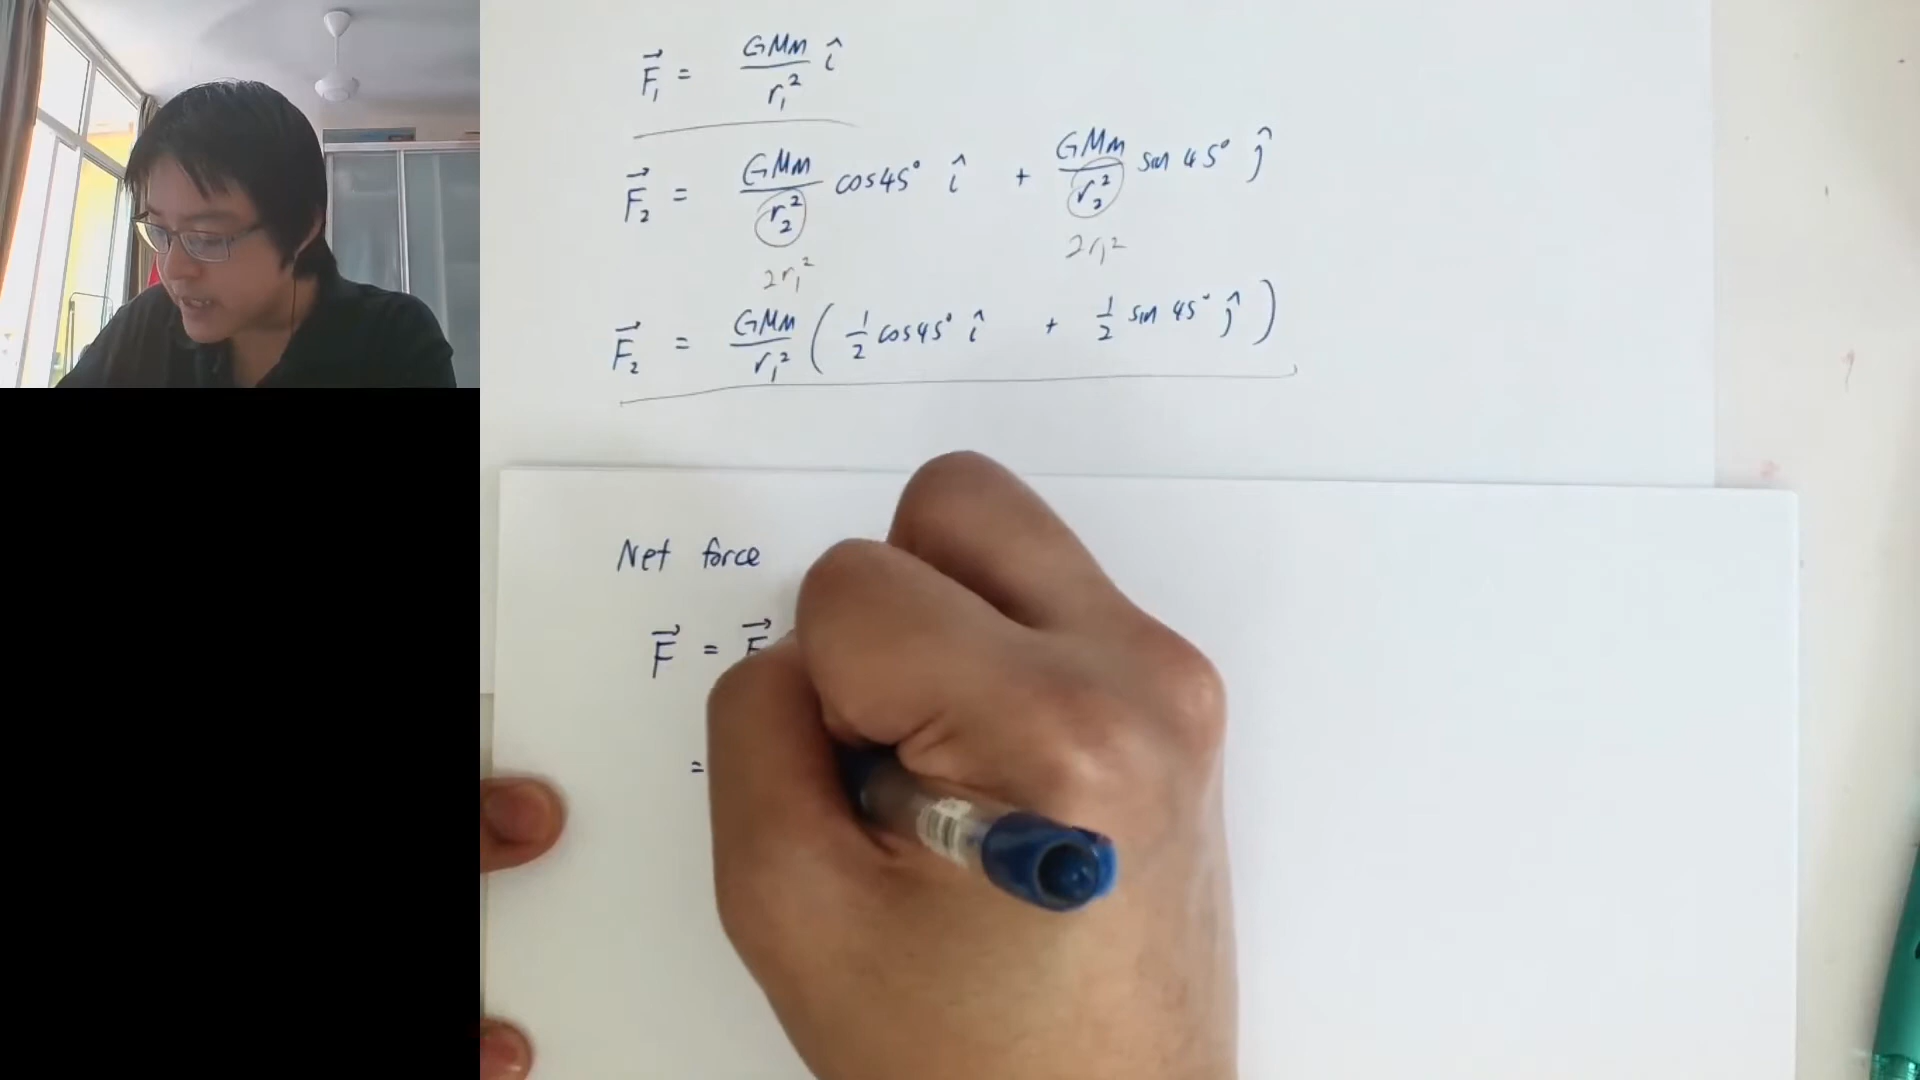 F⃗₁ = GMm/r₁² î
F⃗₂ = GMm/r₂² cos45° î + GMm/r₂² sin 45° ĵ
2r₁² 2r₁²
F⃗₂ = GMm/r₁² ( 1/2 cos45° î + 1/2 sin 45° ĵ )
Net force
F⃗ = F⃗
=